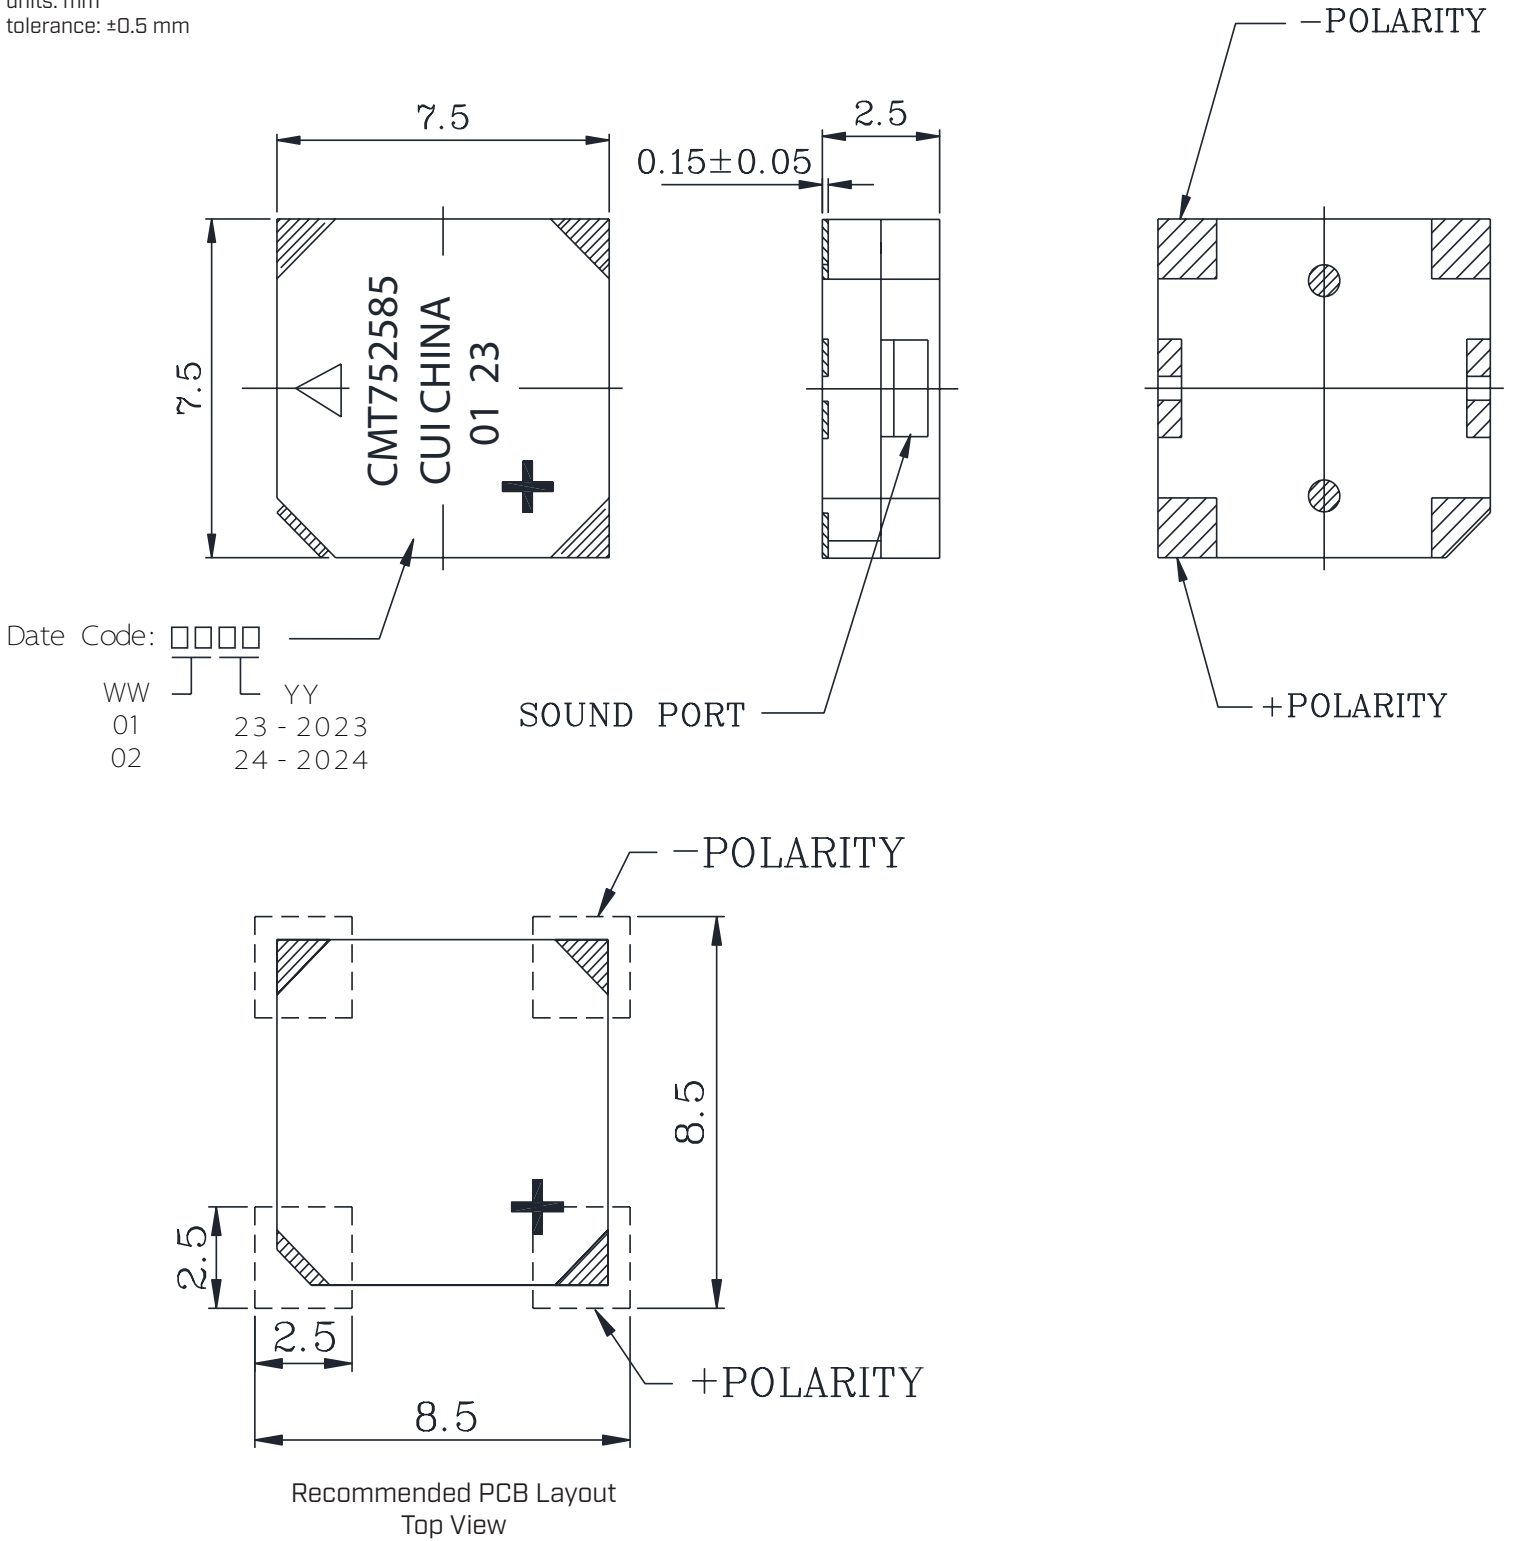 units: mm
tolerance: ±0.5 mm
−POLARITY
7.5
2.5
0.15±0.05
7.5
CMT752585
CUI CHINA
01 23
+
Date Code: □□□□
WW YY
01 23 - 2023
02 24 - 2024
SOUND PORT
+POLARITY
−POLARITY
8.5
+
2.5
2.5
+POLARITY
8.5
Recommended PCB Layout
Top View